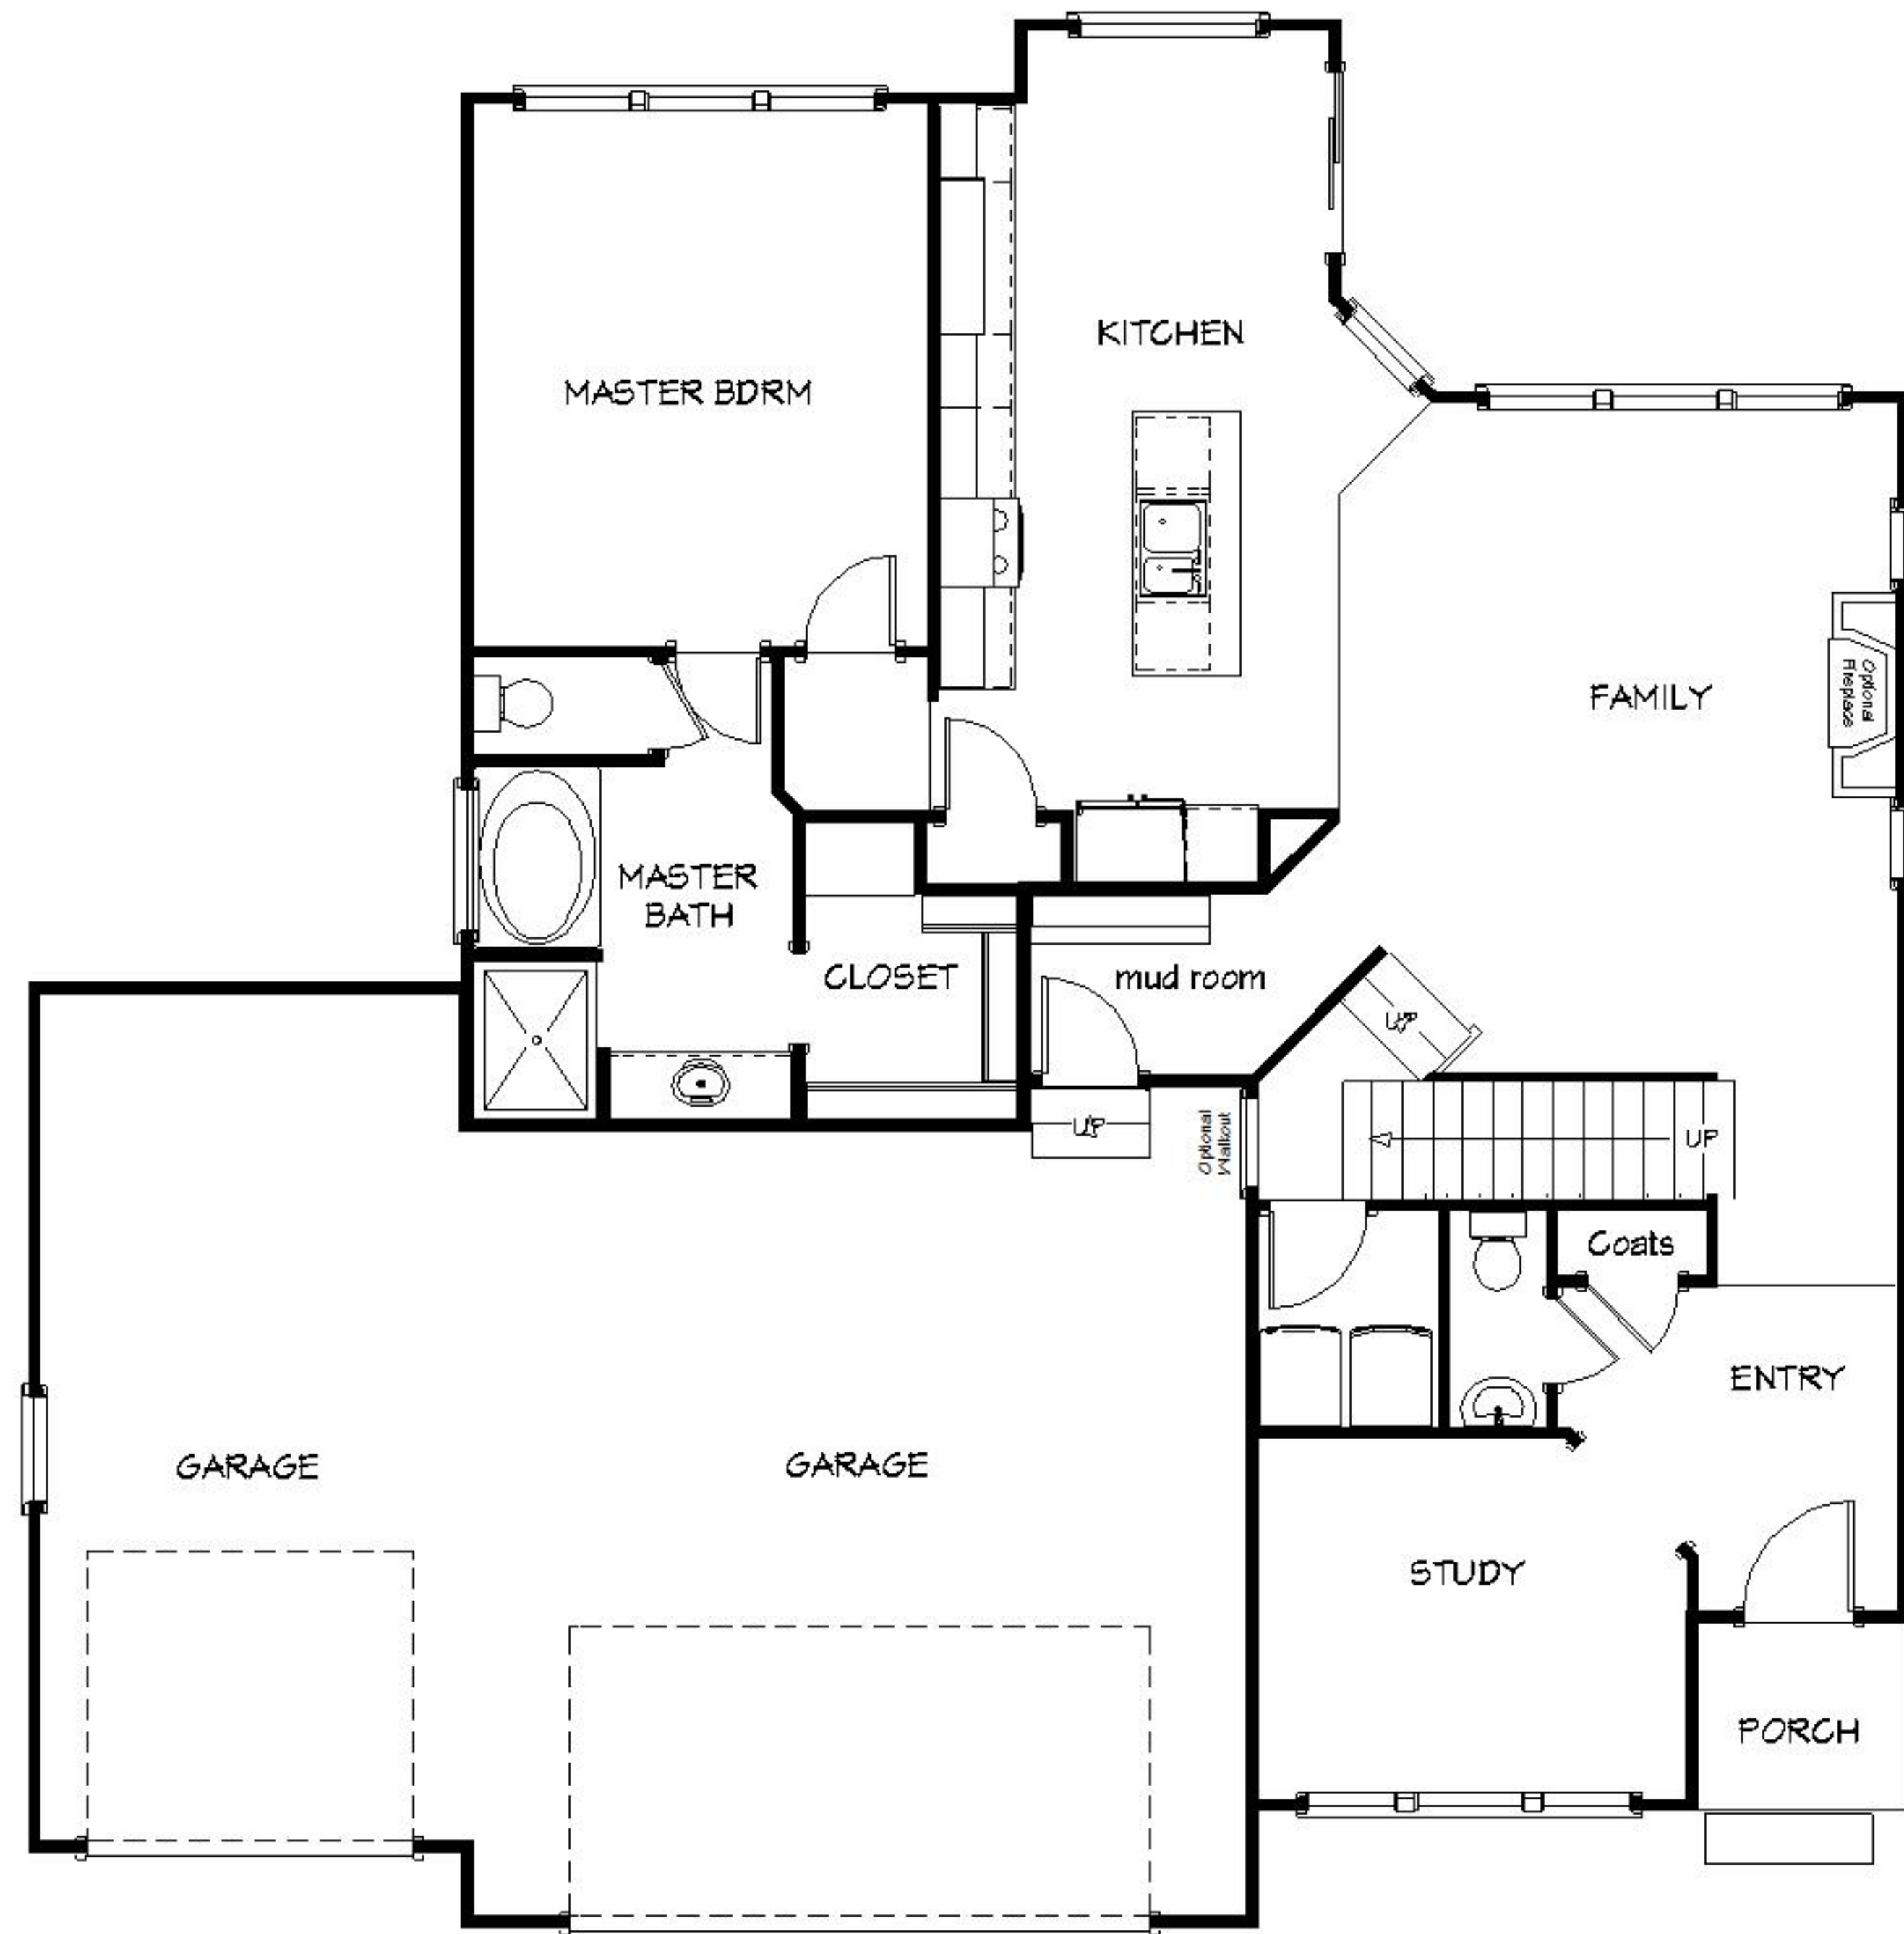 KITCHEN
MASTER BDRM
FAMILY
Optional
Fireplace
MASTER
BATH
CLOSET
mud room
UP
UP
Optional
Walkout
UP
Coats
ENTRY
GARAGE
GARAGE
STUDY
PORCH